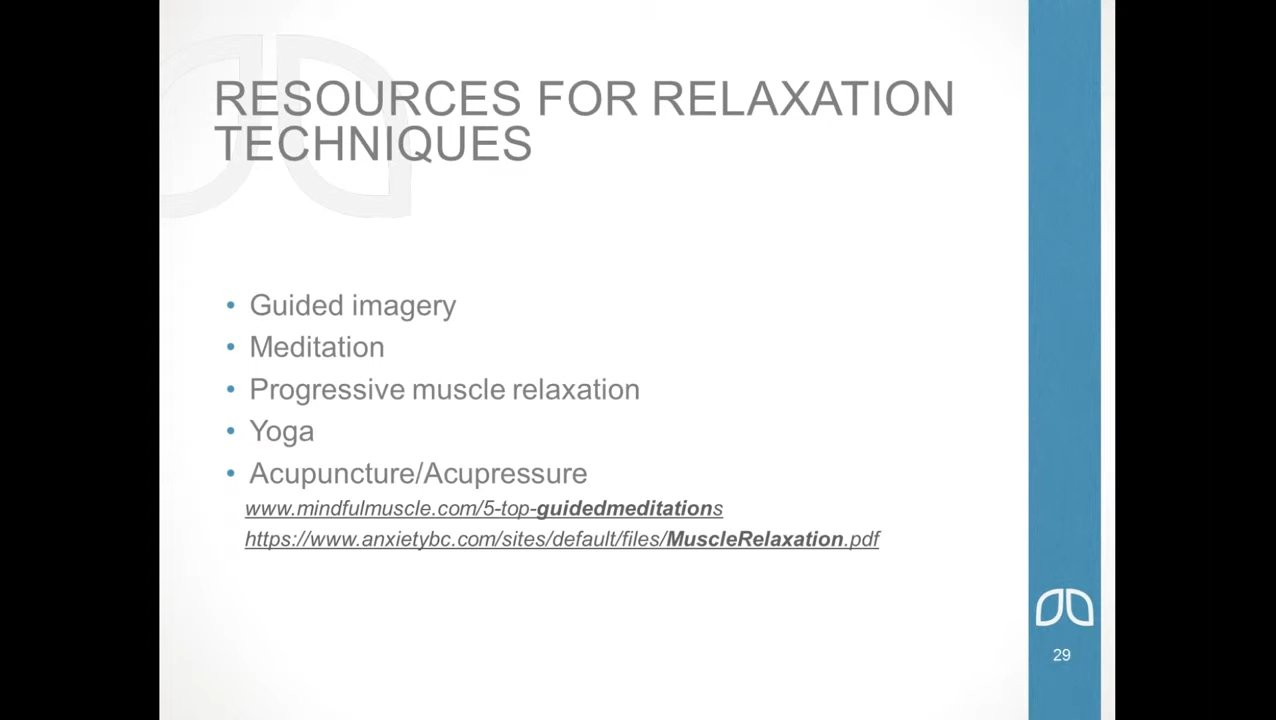 RESOURCES FOR RELAXATION
TECHNIQUES
• Guided imagery
• Meditation
• Progressive muscle relaxation
• Yoga
• Acupuncture/Acupressure
www.mindfulmuscle.com/5-top-guidedmeditations
https://www.anxietybc.com/sites/default/files/MuscleRelaxation.pdf
29